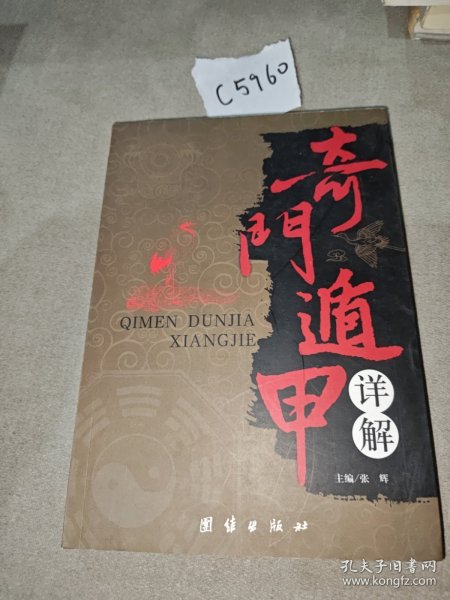 C5960
奇門遁甲
详解
QIMEN DUNJIA
XIANGJIE
主编/张 辉
团结出版社
孔夫子旧书网
www.kongfz.com